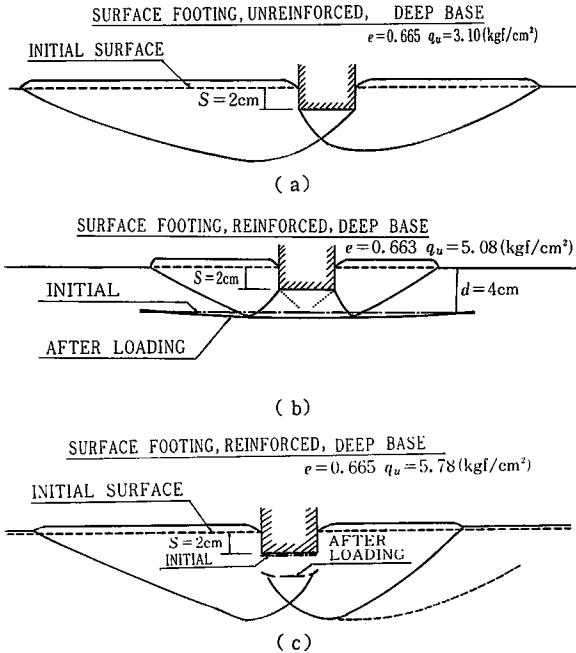 SURFACE FOOTING, UNREINFORCED, DEEP BASE
e=0.665 qu=3.10(kgf/cm²)
INITIAL SURFACE
S=2cm
(a)
SURFACE FOOTING, REINFORCED, DEEP BASE
e=0.663 qu=5.08(kgf/cm²)
S=2cm
INITIAL
d=4cm
AFTER LOADING
(b)
SURFACE FOOTING, REINFORCED, DEEP BASE
e=0.665 qu=5.78(kgf/cm²)
INITIAL SURFACE
S=2cm
AFTER
INITIAL
LOADING
(c)